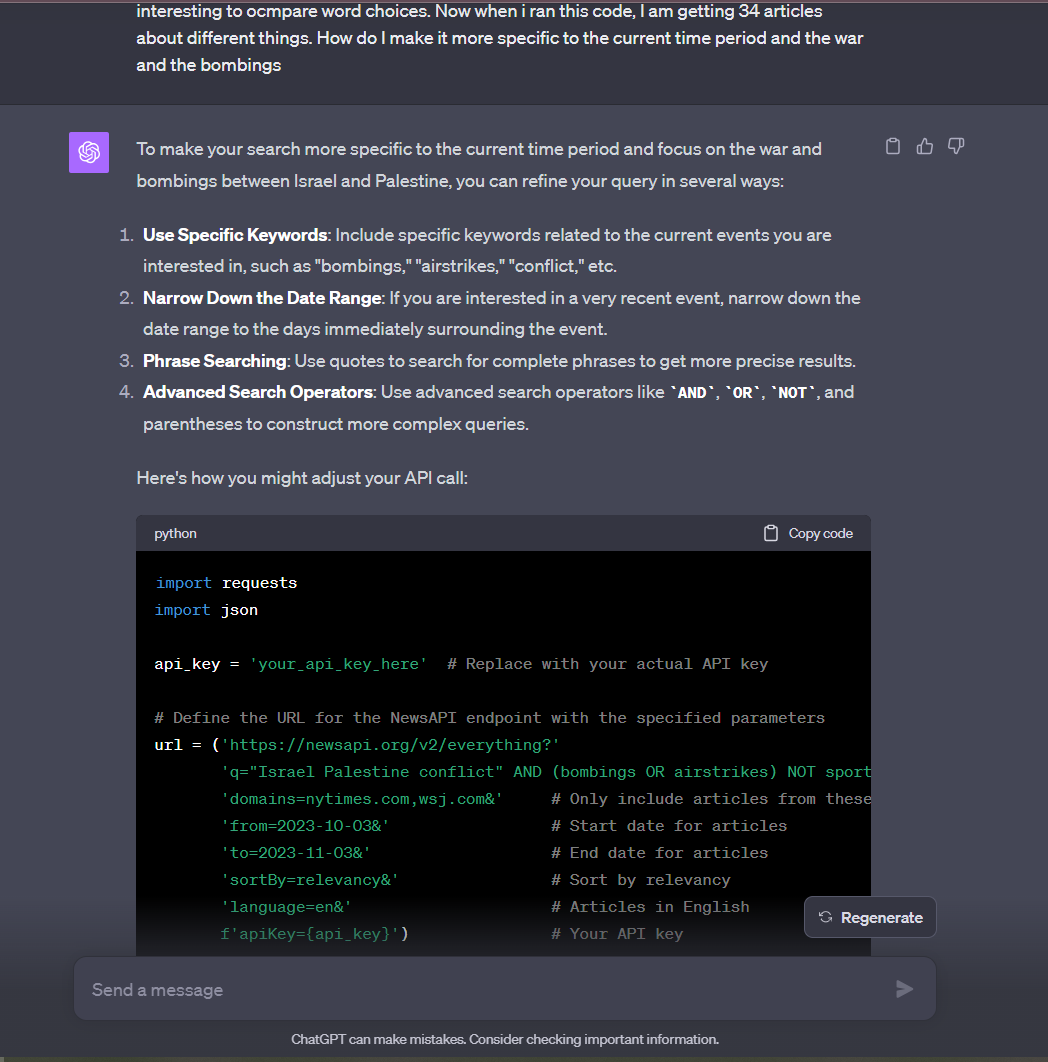 interesting to ocmpare word choices. Now when i ran this code, I am getting 34 articles
about different things. How do I make it more specific to the current time period and the war
and the bombings
To make your search more specific to the current time period and focus on the war and
bombings between Israel and Palestine, you can refine your query in several ways:
1. Use Specific Keywords: Include specific keywords related to the current events you are
interested in, such as "bombings," "airstrikes," "conflict," etc.
2. Narrow Down the Date Range: If you are interested in a very recent event, narrow down the
date range to the days immediately surrounding the event.
3. Phrase Searching: Use quotes to search for complete phrases to get more precise results.
4. Advanced Search Operators: Use advanced search operators like `AND`, `OR`, `NOT`, and
parentheses to construct more complex queries.
Here's how you might adjust your API call:
python
Copy code
import requests
import json
api_key = 'your_api_key_here'  # Replace with your actual API key
# Define the URL for the NewsAPI endpoint with the specified parameters
url = ('https://newsapi.org/v2/everything?'
'q="Israel Palestine conflict" AND (bombings OR airstrikes) NOT sport
'domains=nytimes.com,wsj.com&'     # Only include articles from these
'from=2023-10-03&'                 # Start date for articles
'to=2023-11-03&'                   # End date for articles
'sortBy=relevancy&'                # Sort by relevancy
'language=en&'                     # Articles in English
f'apiKey={api_key}')               # Your API key
Regenerate
Send a message
ChatGPT can make mistakes. Consider checking important information.